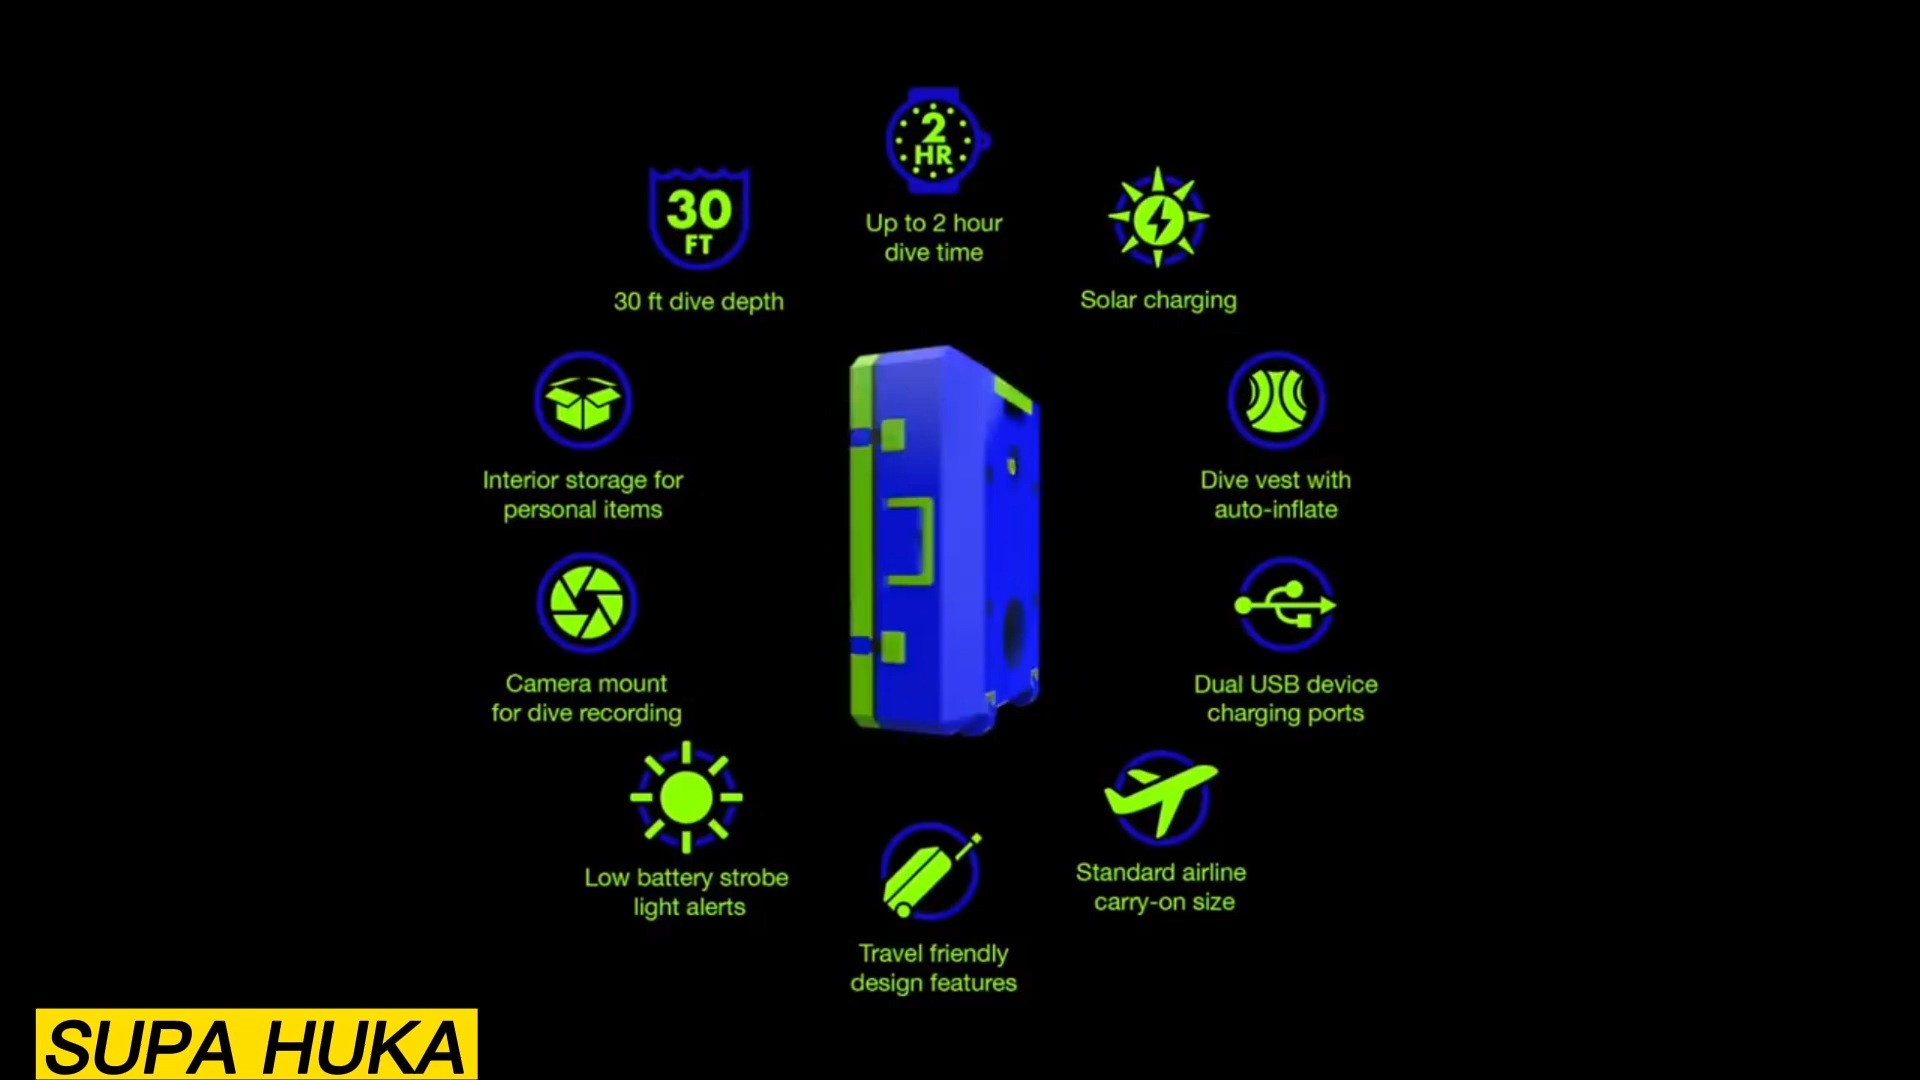 2
HR
Up to 2 hour
dive time
30
FT
30 ft dive depth
Solar charging
Interior storage for
personal items
Dive vest with
auto-inflate
Camera mount
for dive recording
Dual USB device
charging ports
Low battery strobe
light alerts
Standard airline
carry-on size
Travel friendly
design features
SUPA HUKA